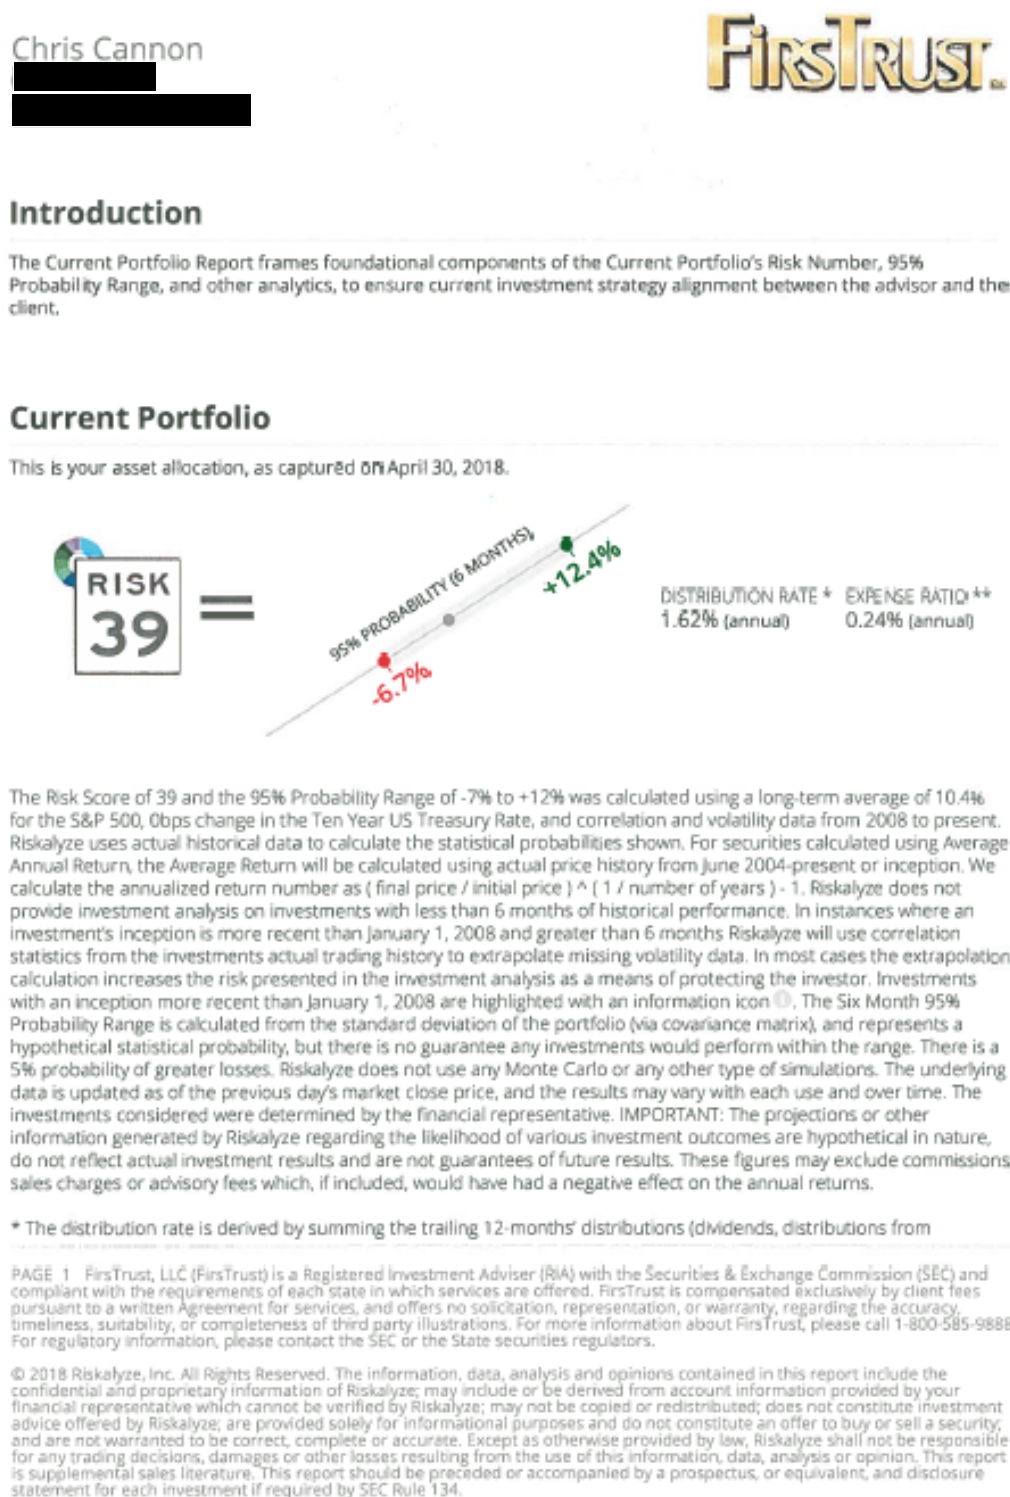 Chris Cannon
FIRSTRUST
Introduction
The Current Portfolio Report frames foundational components of the Current Portfolio's Risk Number, 95%
Probability Range, and other analytics, to ensure current investment strategy alignment between the advisor and the
client.
Current Portfolio
This is your asset allocation, as captured on April 30, 2018.
RISK
39
=
95% PROBABILITY (6 MONTHS)
+12.4%
-6.7%
DISTRIBUTION RATE * EXPENSE RATIO **
1.62% (annual) 0.24% (annual)
The Risk Score of 39 and the 95% Probability Range of -7% to +12% was calculated using a long-term average of 10.4%
for the S&P 500, 0bps change in the Ten Year US Treasury Rate, and correlation and volatility data from 2008 to present.
Riskalyze uses actual historical data to calculate the statistical probabilities shown. For securities calculated using Average
Annual Return, the Average Return will be calculated using actual price history from June 2004-present or inception. We
calculate the annualized return number as ( final price / initial price ) ^ ( 1 / number of years ) - 1. Riskalyze does not
provide investment analysis on investments with less than 6 months of historical performance. In instances where an
investment's inception is more recent than January 1, 2008 and greater than 6 months Riskalyze will use correlation
statistics from the investments actual trading history to extrapolate missing volatility data. In most cases the extrapolation
calculation increases the risk presented in the investment analysis as a means of protecting the investor. Investments
with an inception more recent than January 1, 2008 are highlighted with an information icon . The Six Month 95%
Probability Range is calculated from the standard deviation of the portfolio (via covariance matrix), and represents a
hypothetical statistical probability, but there is no guarantee any investments would perform within the range. There is a
5% probability of greater losses. Riskalyze does not use any Monte Carlo or any other type of simulations. The underlying
data is updated as of the previous day's market close price, and the results may vary with each use and over time. The
investments considered were determined by the financial representative. IMPORTANT: The projections or other
information generated by Riskalyze regarding the likelihood of various investment outcomes are hypothetical in nature,
do not reflect actual investment results and are not guarantees of future results. These figures may exclude commissions,
sales charges or advisory fees which, if included, would have had a negative effect on the annual returns.
* The distribution rate is derived by summing the trailing 12-months' distributions (dividends, distributions from
PAGE 1 FirsTrust, LLC (FirsTrust) is a Registered Investment Adviser (RIA) with the Securities & Exchange Commission (SEC) and
compliant with the requirements of each state in which services are offered. FirsTrust is compensated exclusively by client fees
pursuant to a written Agreement for services, and offers no solicitation, representation, or warranty, regarding the accuracy,
timeliness, suitability, or completeness of third party illustrations. For more information about FirsTrust, please call 1-800-585-9888
For regulatory information, please contact the SEC or the State securities regulators.
© 2018 Riskalyze, Inc. All Rights Reserved. The information, data, analysis and opinions contained in this report include the
confidential and proprietary information of Riskalyze; may include or be derived from account information provided by your
financial representative which cannot be verified by Riskalyze; may not be copied or redistributed; does not constitute investment
advice offered by Riskalyze; are provided solely for informational purposes and do not constitute an offer to buy or sell a security;
and are not warranted to be correct, complete or accurate. Except as otherwise provided by law, Riskalyze shall not be responsible
for any trading decisions, damages or other losses resulting from the use of this information, data, analysis or opinion. This report
is supplemental sales literature. This report should be preceded or accompanied by a prospectus, or equivalent, and disclosure
statement for each investment if required by SEC Rule 134.